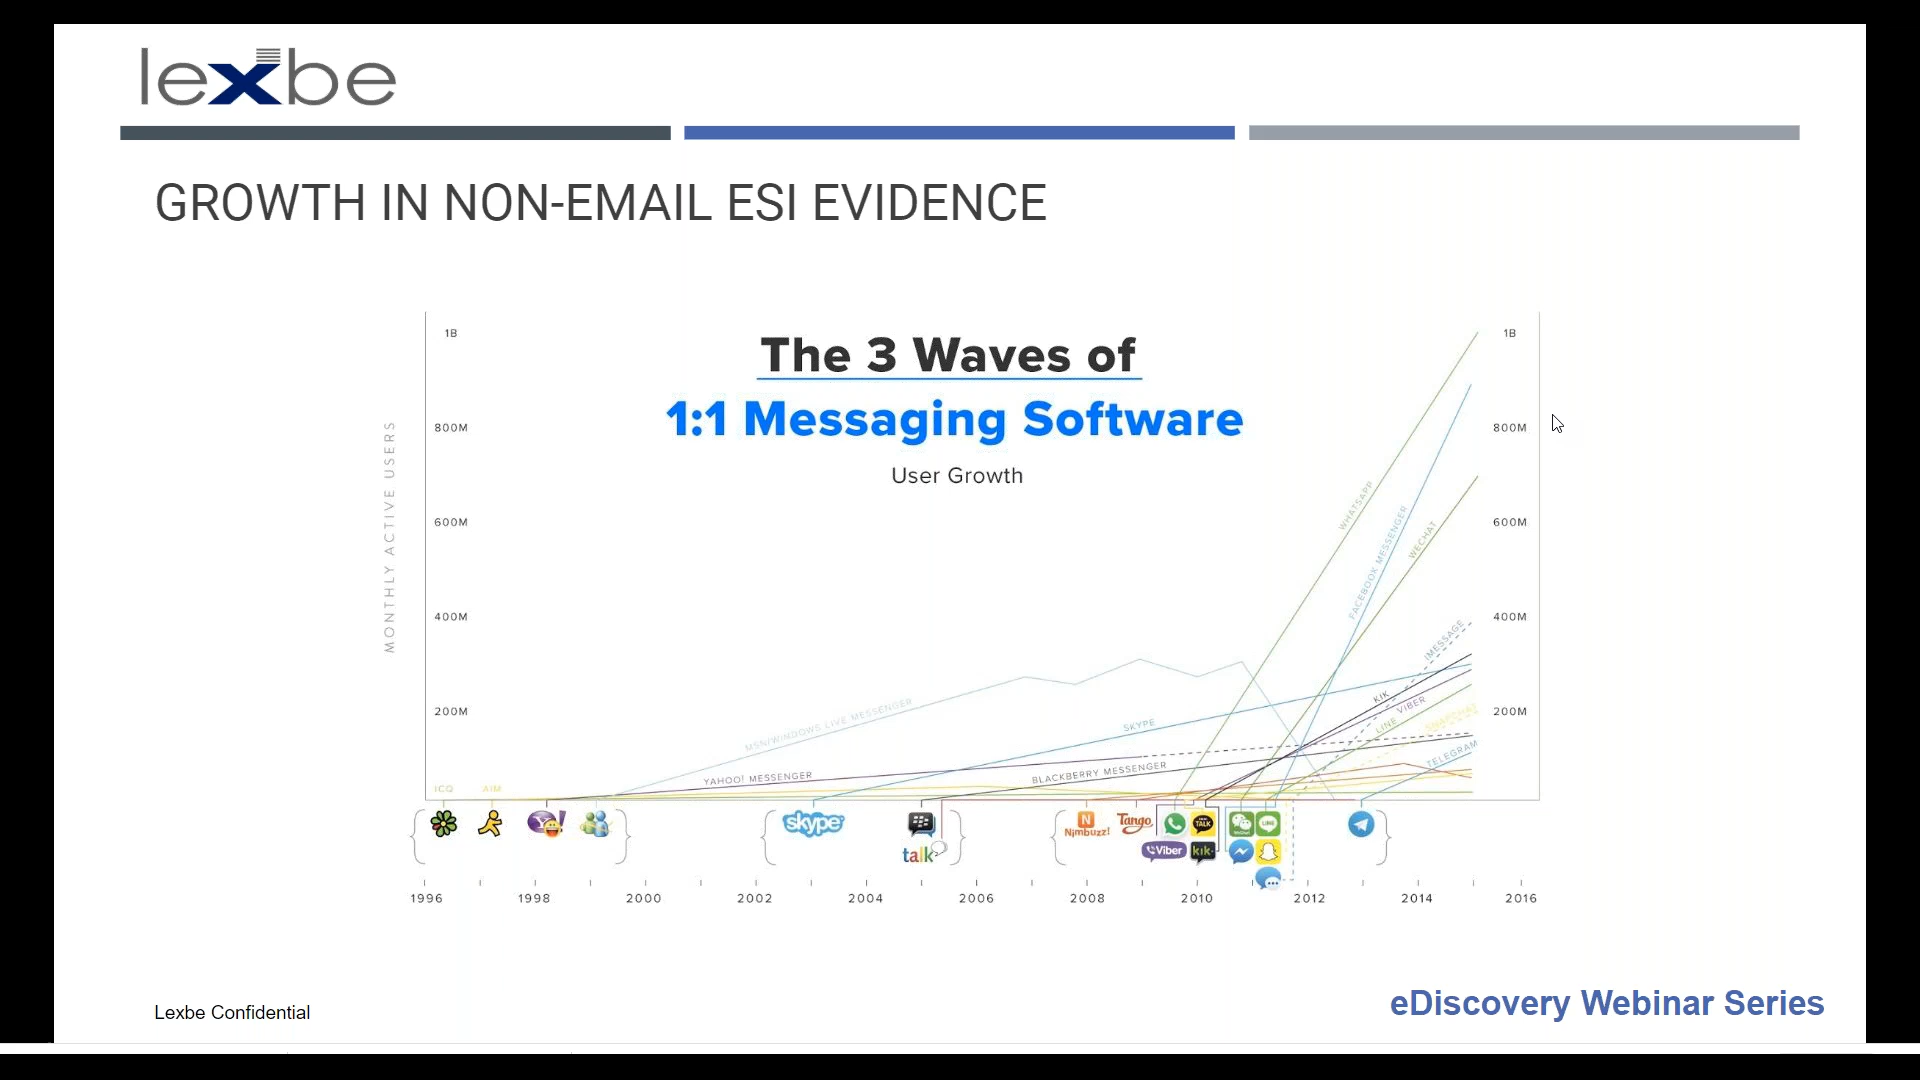 lexbe
GROWTH IN NON-EMAIL ESI EVIDENCE
The 3 Waves of
1:1 Messaging Software
User Growth
MONTHLY ACTIVE USERS
1B
800M
600M
400M
200M
1B
800M
600M
400M
200M
WHATSAPP
FACEBOOK MESSENGER
WECHAT
IMESSAGE
KIK
VIBER
LINE
SNAPCHAT
TELEGRAM
MSN/WINDOWS LIVE MESSENGER
SKYPE
YAHOO! MESSENGER
BLACKBERRY MESSENGER
ICQ
AIM
skype
talk
Nimbuzz!
Tango
TALK
Viber
kik
WeChat
LINE
1996 1998 2000 2002 2004 2006 2008 2010 2012 2014 2016
Lexbe Confidential
eDiscovery Webinar Series